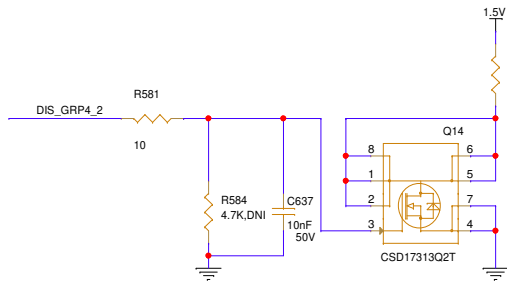 1.5V
R581
DIS_GRP4_2
10
Q14
8
6
1
5
R584
4.7K,DNI
C637
10nF
50V
2
7
3
4
CSD17313Q2T